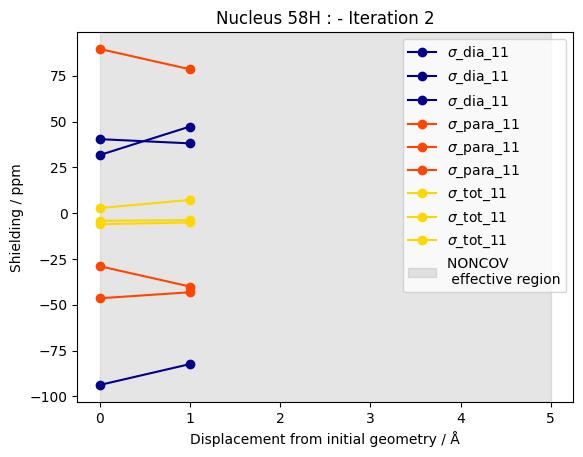 Nucleus 58H : - Iteration 2
σ_dia_11
σ_dia_11
σ_dia_11
σ_para_11
σ_para_11
σ_para_11
σ_tot_11
σ_tot_11
σ_tot_11
NONCOV
effective region
75
50
25
0
−25
−50
−75
−100
Shielding / ppm
0 1 2 3 4 5
Displacement from initial geometry / Å